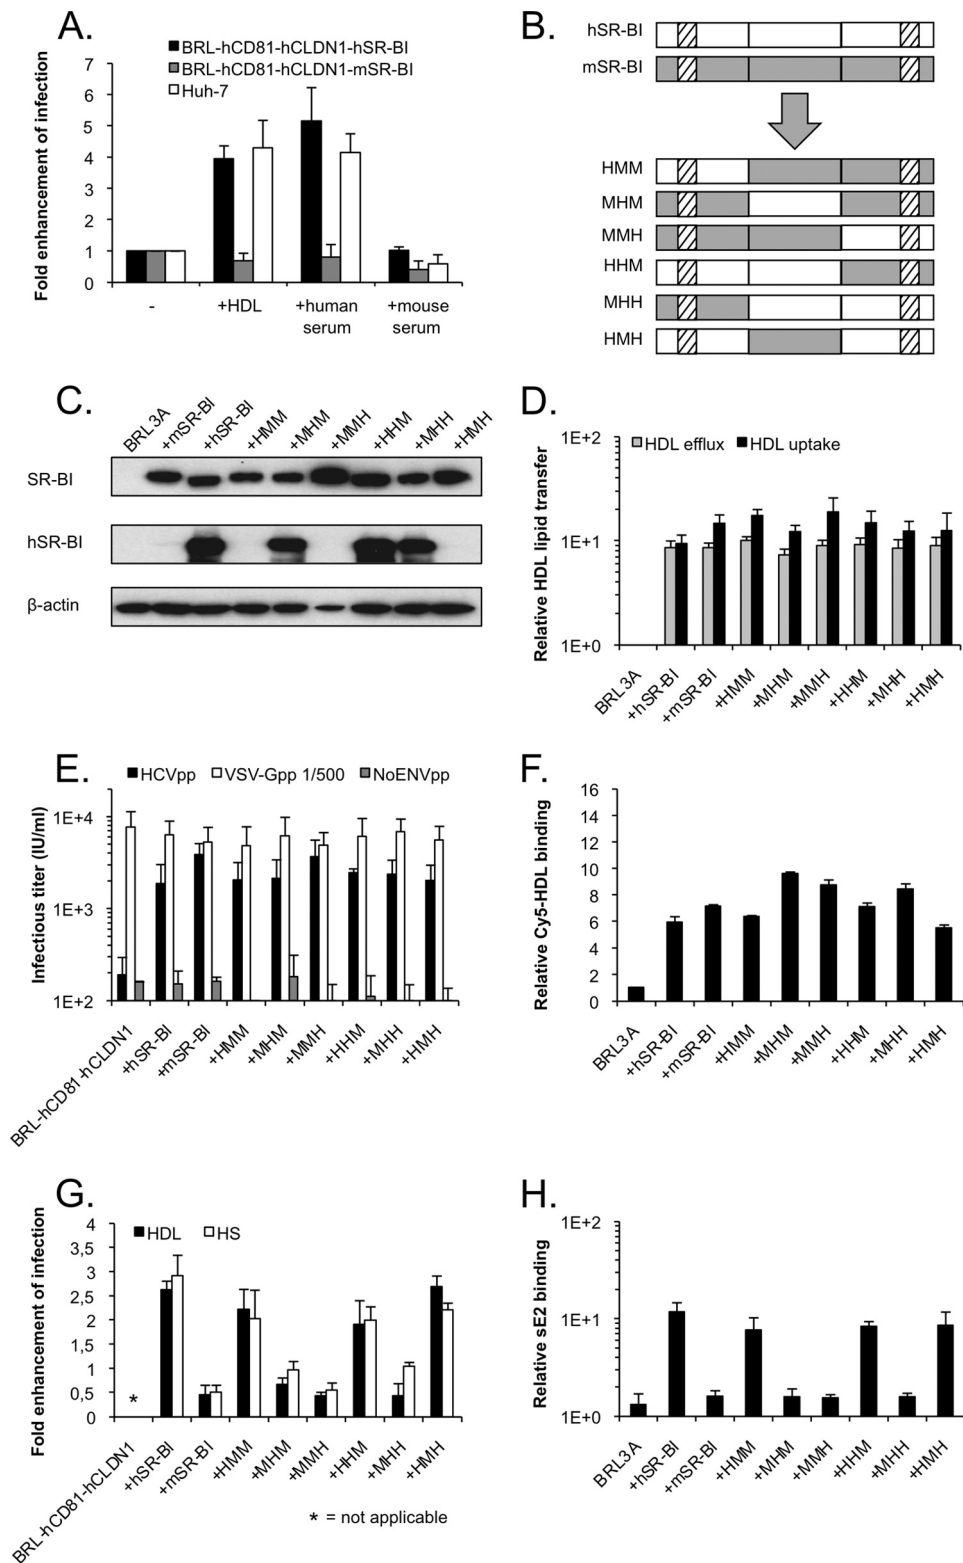 A.
BRL-hCD81-hCLDN1-hSR-BI
BRL-hCD81-hCLDN1-mSR-BI
Huh-7
Fold enhancement of infection
7
6
5
4
3
2
1
0
-
+HDL
+human serum
+mouse serum
B.
hSR-BI
mSR-BI
HMM
MHM
MMH
HHM
MHH
HMH
C.
BRL3A
+mSR-BI
+hSR-BI
+HMM
+MHM
+MMH
+HHM
+MHH
+HMH
SR-BI
hSR-BI
β-actin
D.
HDL efflux
HDL uptake
Relative HDL lipid transfer
1E+2
1E+1
1E+0
BRL3A
+hSR-BI
+mSR-BI
+HMM
+MHM
+MMH
+HHM
+MHH
+HMH
E.
HCVpp
VSV-Gpp 1/500
NoENVpp
Infectious titer (IU/ml)
1E+4
1E+3
1E+2
BRL-hCD81-hCLDN1
+hSR-BI
+mSR-BI
+HMM
+MHM
+MMH
+HHM
+MHH
+HMH
F.
Relative Cy5-HDL binding
16
14
12
10
8
6
4
2
0
BRL3A
+hSR-BI
+mSR-BI
+HMM
+MHM
+MMH
+HHM
+MHH
+HMH
G.
HDL
HS
Fold enhancement of infection
4
3,5
3
2,5
2
1,5
1
0,5
0
*
BRL-hCD81-hCLDN1
+hSR-BI
+mSR-BI
+HMM
+MHM
+MMH
+HHM
+MHH
+HMH
* = not applicable
H.
Relative sE2 binding
1E+2
1E+1
1E+0
BRL3A
+hSR-BI
+mSR-BI
+HMM
+MHM
+MMH
+HHM
+MHH
+HMH